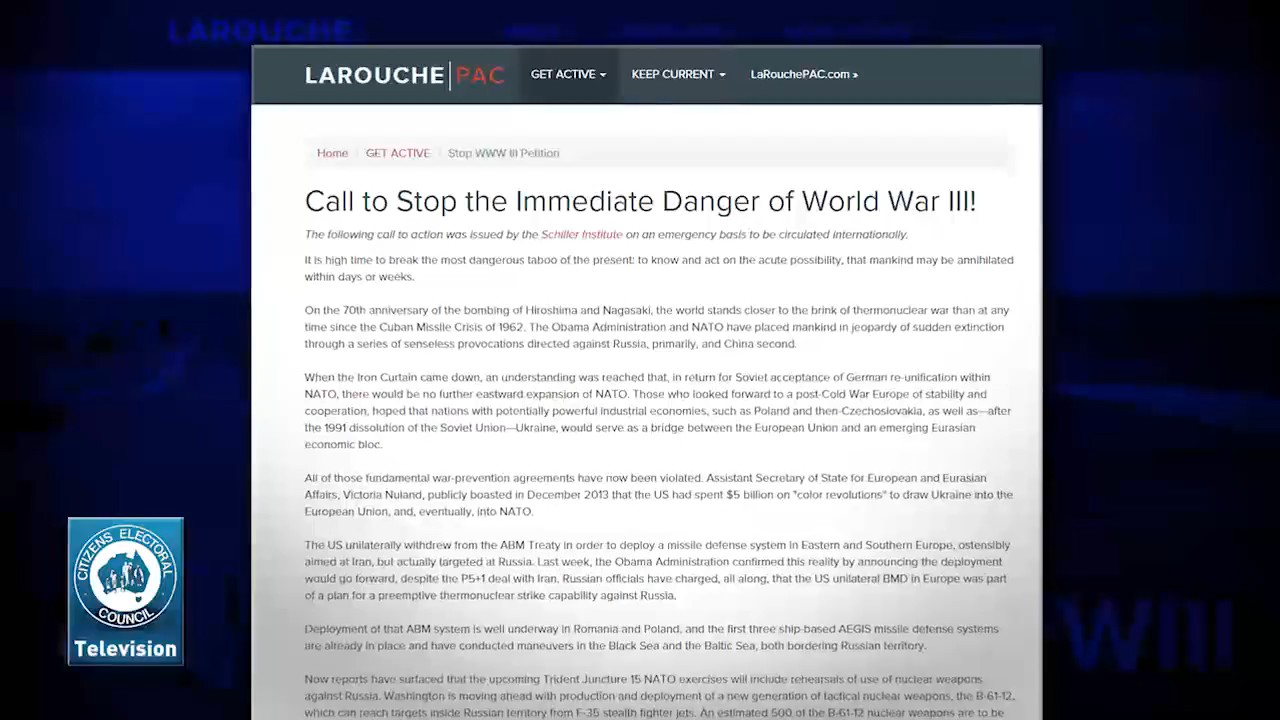 LAROUCHE
LAROUCHE PAC GET ACTIVE KEEP CURRENT LaRouchePAC.com »
Home / GET ACTIVE / Stop WWW III Petition
Call to Stop the Immediate Danger of World War III!
The following call to action was issued by the Schiller Institute on an emergency basis to be circulated internationally.
It is high time to break the most dangerous taboo of the present: to know and act on the acute possibility, that mankind may be annihilated
within days or weeks.
On the 70th anniversary of the bombing of Hiroshima and Nagasaki, the world stands closer to the brink of thermonuclear war than at any
time since the Cuban Missile Crisis of 1962. The Obama Administration and NATO have placed mankind in jeopardy of sudden extinction
through a series of senseless provocations directed against Russia, primarily, and China second.
When the Iron Curtain came down, an understanding was reached that, in return for Soviet acceptance of German re-unification within
NATO, there would be no further eastward expansion of NATO. Those who looked forward to a post-Cold War Europe of stability and
cooperation, hoped that nations with potentially powerful industrial economies, such as Poland and then-Czechoslovakia, as well as—after
the 1991 dissolution of the Soviet Union—Ukraine, would serve as a bridge between the European Union and an emerging Eurasian
economic bloc.
All of those fundamental war-prevention agreements have now been violated. Assistant Secretary of State for European and Eurasian
Affairs, Victoria Nuland, publicly boasted in December 2013 that the US had spent $5 billion on "color revolutions" to draw Ukraine into the
European Union, and, eventually, into NATO.
The US unilaterally withdrew from the ABM Treaty in order to deploy a missile defense system in Eastern and Southern Europe, ostensibly
aimed at Iran, but actually targeted at Russia. Last week, the Obama Administration confirmed this reality by announcing the deployment
would go forward, despite the P5+1 deal with Iran. Russian officials have charged, all along, that the US unilateral BMD in Europe was part
of a plan for a preemptive thermonuclear strike capability against Russia.
Deployment of that ABM system is well underway in Romania and Poland, and the first three ship-based AEGIS missile defense systems
are already in place and have conducted maneuvers in the Black Sea and the Baltic Sea, both bordering Russian territory.
Now reports have surfaced that the upcoming Trident Juncture 15 NATO exercises will include rehearsals of use of nuclear weapons
against Russia. Washington is moving ahead with production and deployment of a new generation of tactical nuclear weapons, the B-61-12,
which can reach targets inside Russian territory from F-35 stealth fighter jets. An estimated 500 of the B-61-12 nuclear weapons are to be
CITIZENS ELECTORAL
COUNCIL
Television